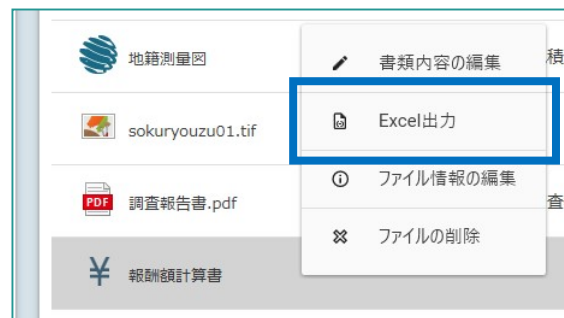 地籍測量図
書類内容の編集
積
sokuryouzu01.tif
Excel出力
PDF
調査報告書.pdf
ファイル情報の編集
査
ファイルの削除
¥
報酬額計算書